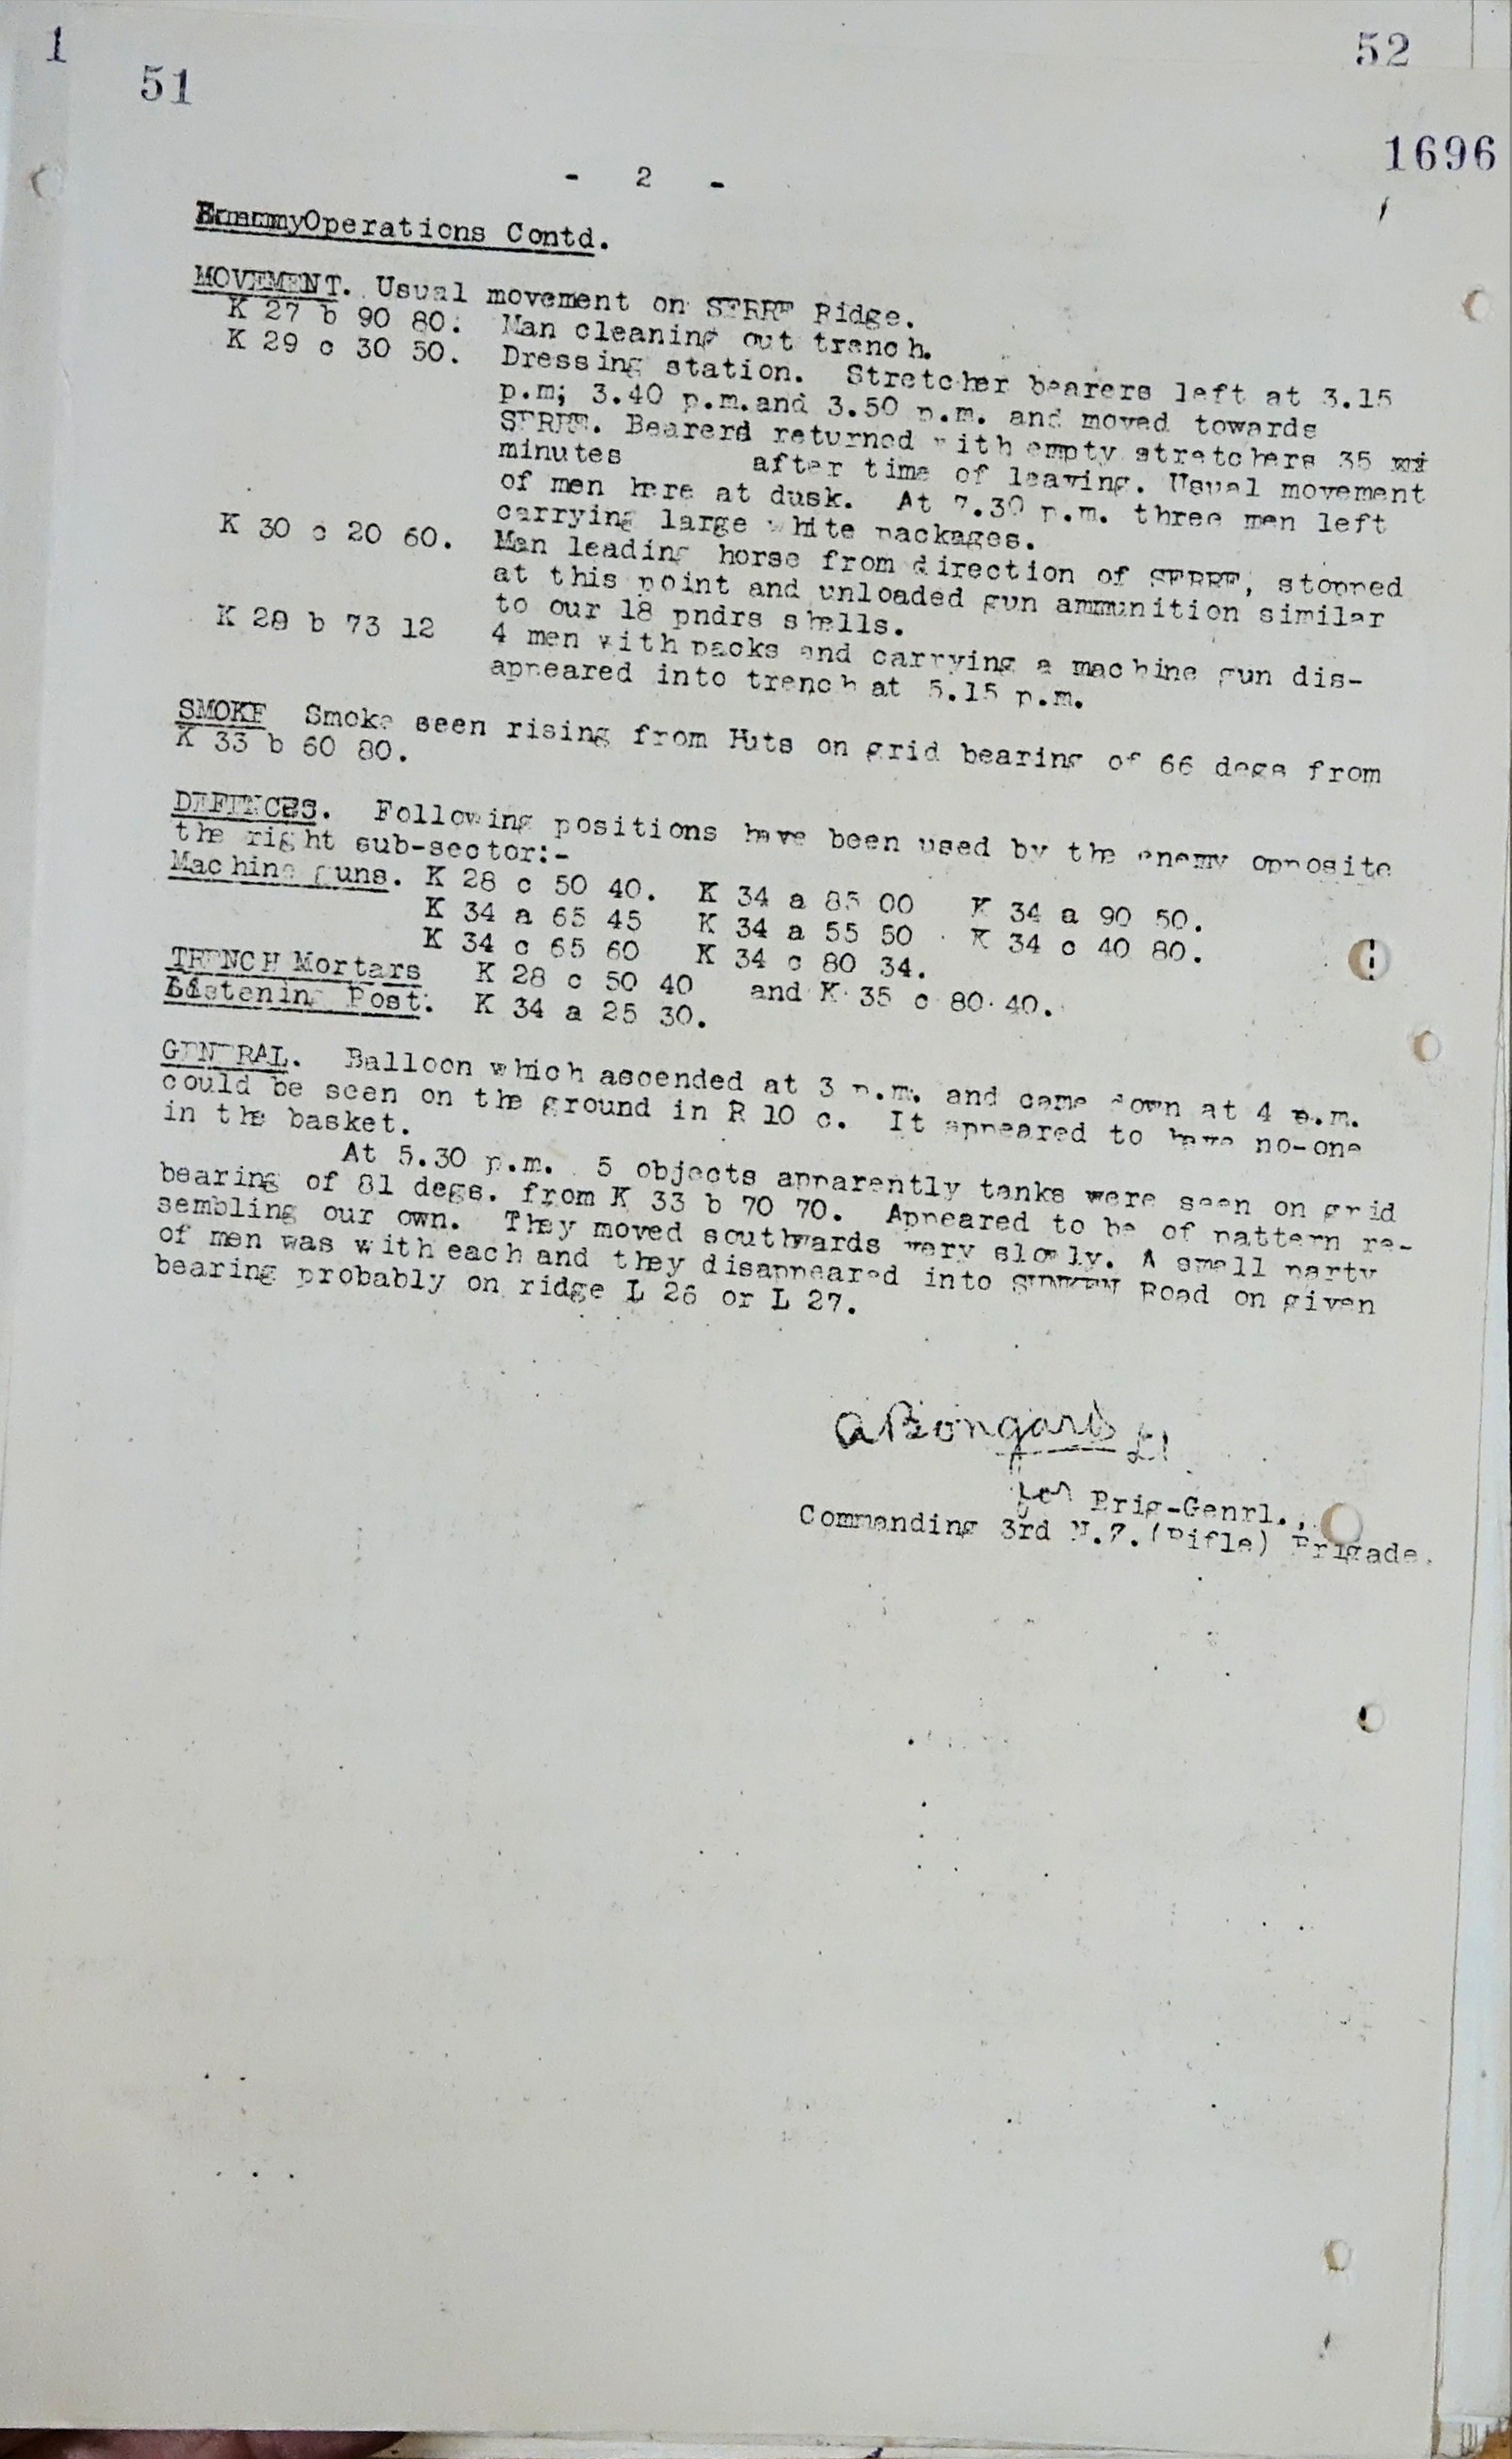 1
51
52
1696
- 2 -
EnemyOperations Contd.
MOVEMENT. Usual movement on SERRE Ridge.
K 27 b 90 80. Man cleaning out trench.
K 29 c 30 50. Dressing station. Stretcher bearers left at 3.15
p.m; 3.40 p.m.and 3.50 p.m. and moved towards
SERRE. Bearerd returned with empty stretchers 35
minutes after time of leaving. Usual movement
of men here at dusk. At 7.30 p.m. three men left
carrying large white packages.
K 30 c 20 60. Man leading horse from direction of SERRE, stopped
at this point and unloaded gun ammunition similar
to our 18 pndrs shells.
K 29 b 73 12 4 men with packs and carrying a machine gun dis-
appeared into trench at 5.15 p.m.
SMOKE Smoke seen rising from Huts on grid bearing of 66 degs from
K 33 b 60 80.
DEFENCES. Following positions have been used by the enemy opposite
the right sub-sector:-
Machine guns. K 28 c 50 40. K 34 a 85 00 K 34 a 90 50.
K 34 a 65 45 K 34 a 55 50 K 34 c 40 80.
K 34 c 65 60 K 34 c 80 34.
TRENCH Mortars K 28 c 50 40 and K 35 c 80 40.
Listening Post. K 34 a 25 30.
GENERAL. Balloon which ascended at 3 p.m. and came down at 4 p.m.
could be seen on the ground in R 10 c. It appeared to have no-one
in the basket.
At 5.30 p.m. 5 objects apparently tanks were seen on grid
bearing of 81 degs. from K 33 b 70 70. Appeared to be of pattern re-
sembling our own. They moved southwards very slowly. A small party
of men was with each and they disappeared into SUNKEN Road on given
bearing probably on ridge L 26 or L 27.
for Brig-Genrl.,
Commanding 3rd N.Z.(Rifle) Brigade.